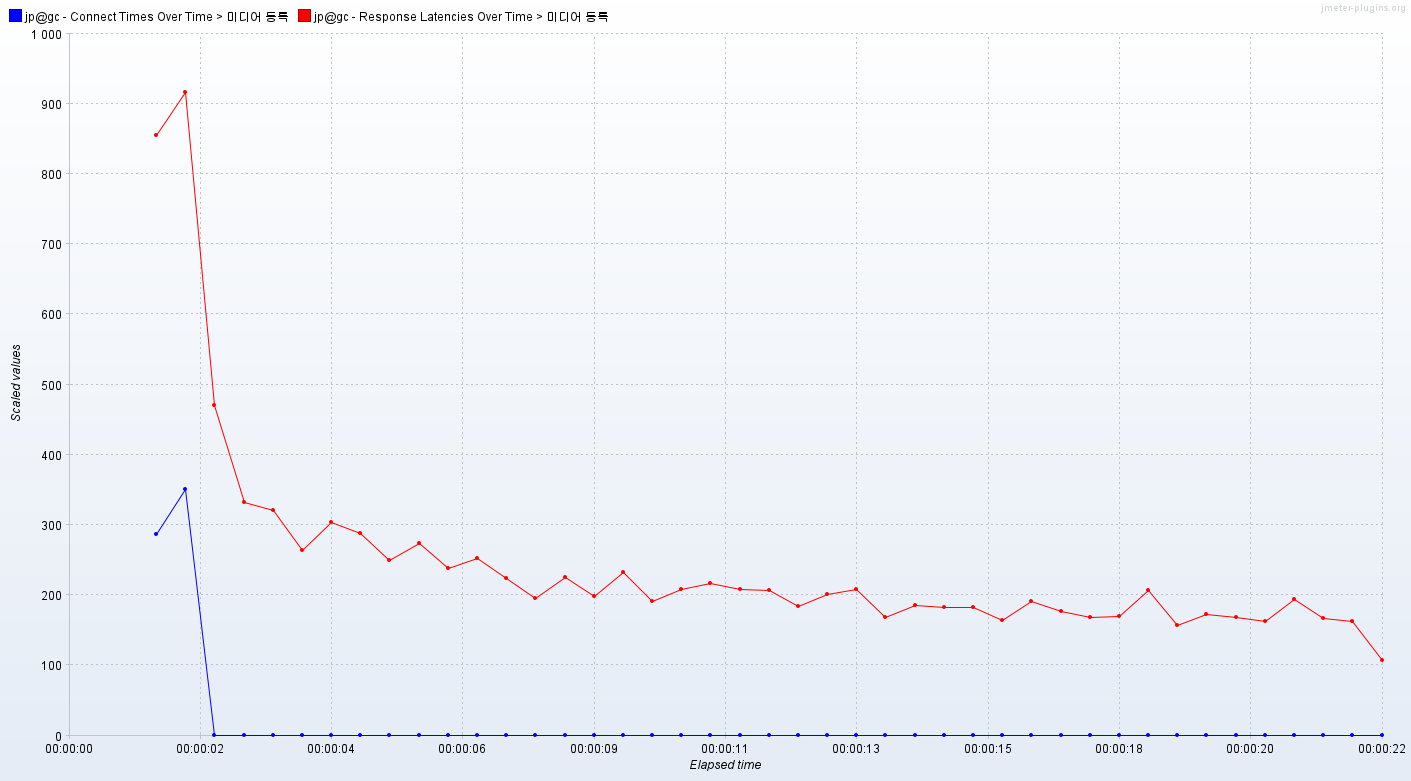 jmeter-plugins.org
jp@gc - Connect Times Over Time > 미디어 등록 jp@gc - Response Latencies Over Time > 미디어 등록
1 000
900
800
700
600
500
400
300
200
100
0
Scaled values
00:00:00 00:00:02 00:00:04 00:00:06 00:00:09 00:00:11 00:00:13 00:00:15 00:00:18 00:00:20 00:00:22
Elapsed time